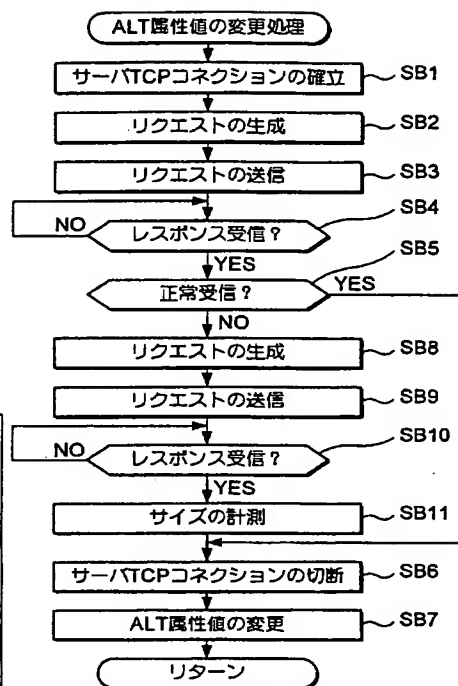 ALT属性値の変更処理
サーバTCPコネクションの確立 SB1
リクエストの生成 SB2
リクエストの送信 SB3
SB4
NO レスポンス受信？
YES SB5
正常受信？ YES
NO
リクエストの生成 SB8
リクエストの送信 SB9
SB10
NO レスポンス受信？
YES
サイズの計測 SB11
サーバTCPコネクションの切断 SB6
ALT属性値の変更 SB7
リターン